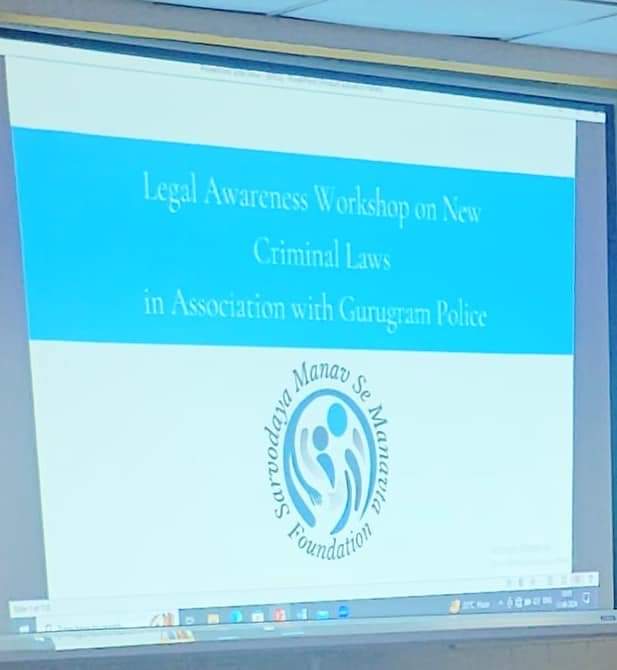 Legal Awareness Workshop on New
Criminal Laws
in Association with Gurugram Police
Sarvodaya Manav Se Manavta
Foundation